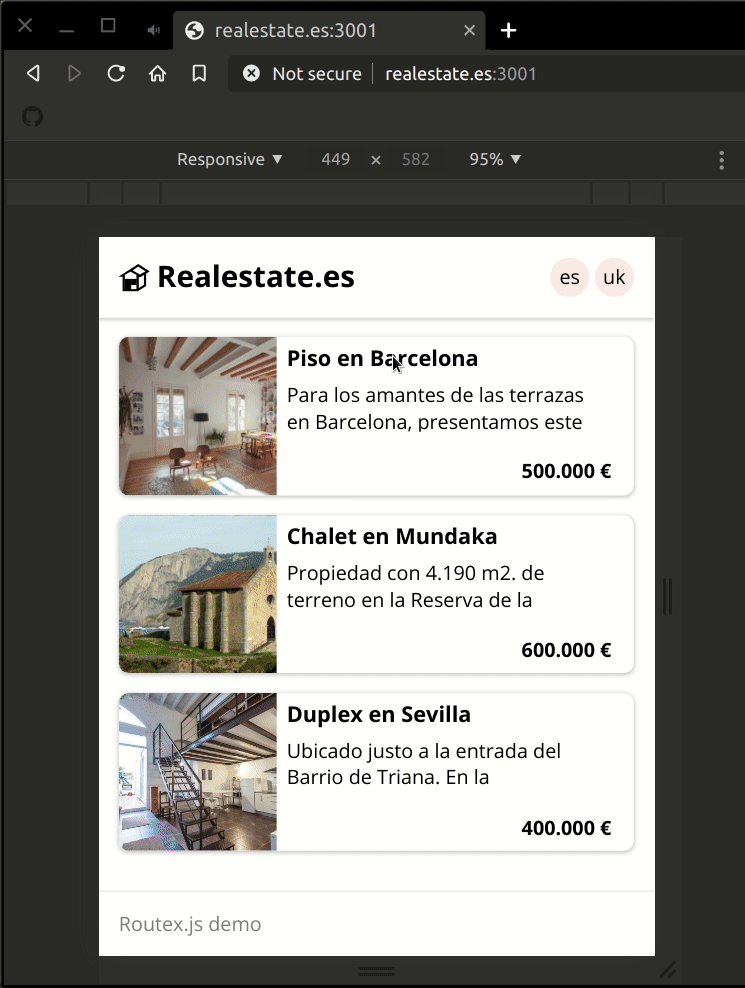 realestate.es:3001
Not secure realestate.es:3001
Responsive 449 × 582 95%
Realestate.es es uk
Piso en Barcelona
Para los amantes de las terrazas
en Barcelona, presentamos este
500.000 €
Chalet en Mundaka
Propiedad con 4.190 m2. de
terreno en la Reserva de la
600.000 €
Duplex en Sevilla
Ubicado justo a la entrada del
Barrio de Triana. En la
400.000 €
Routex.js demo